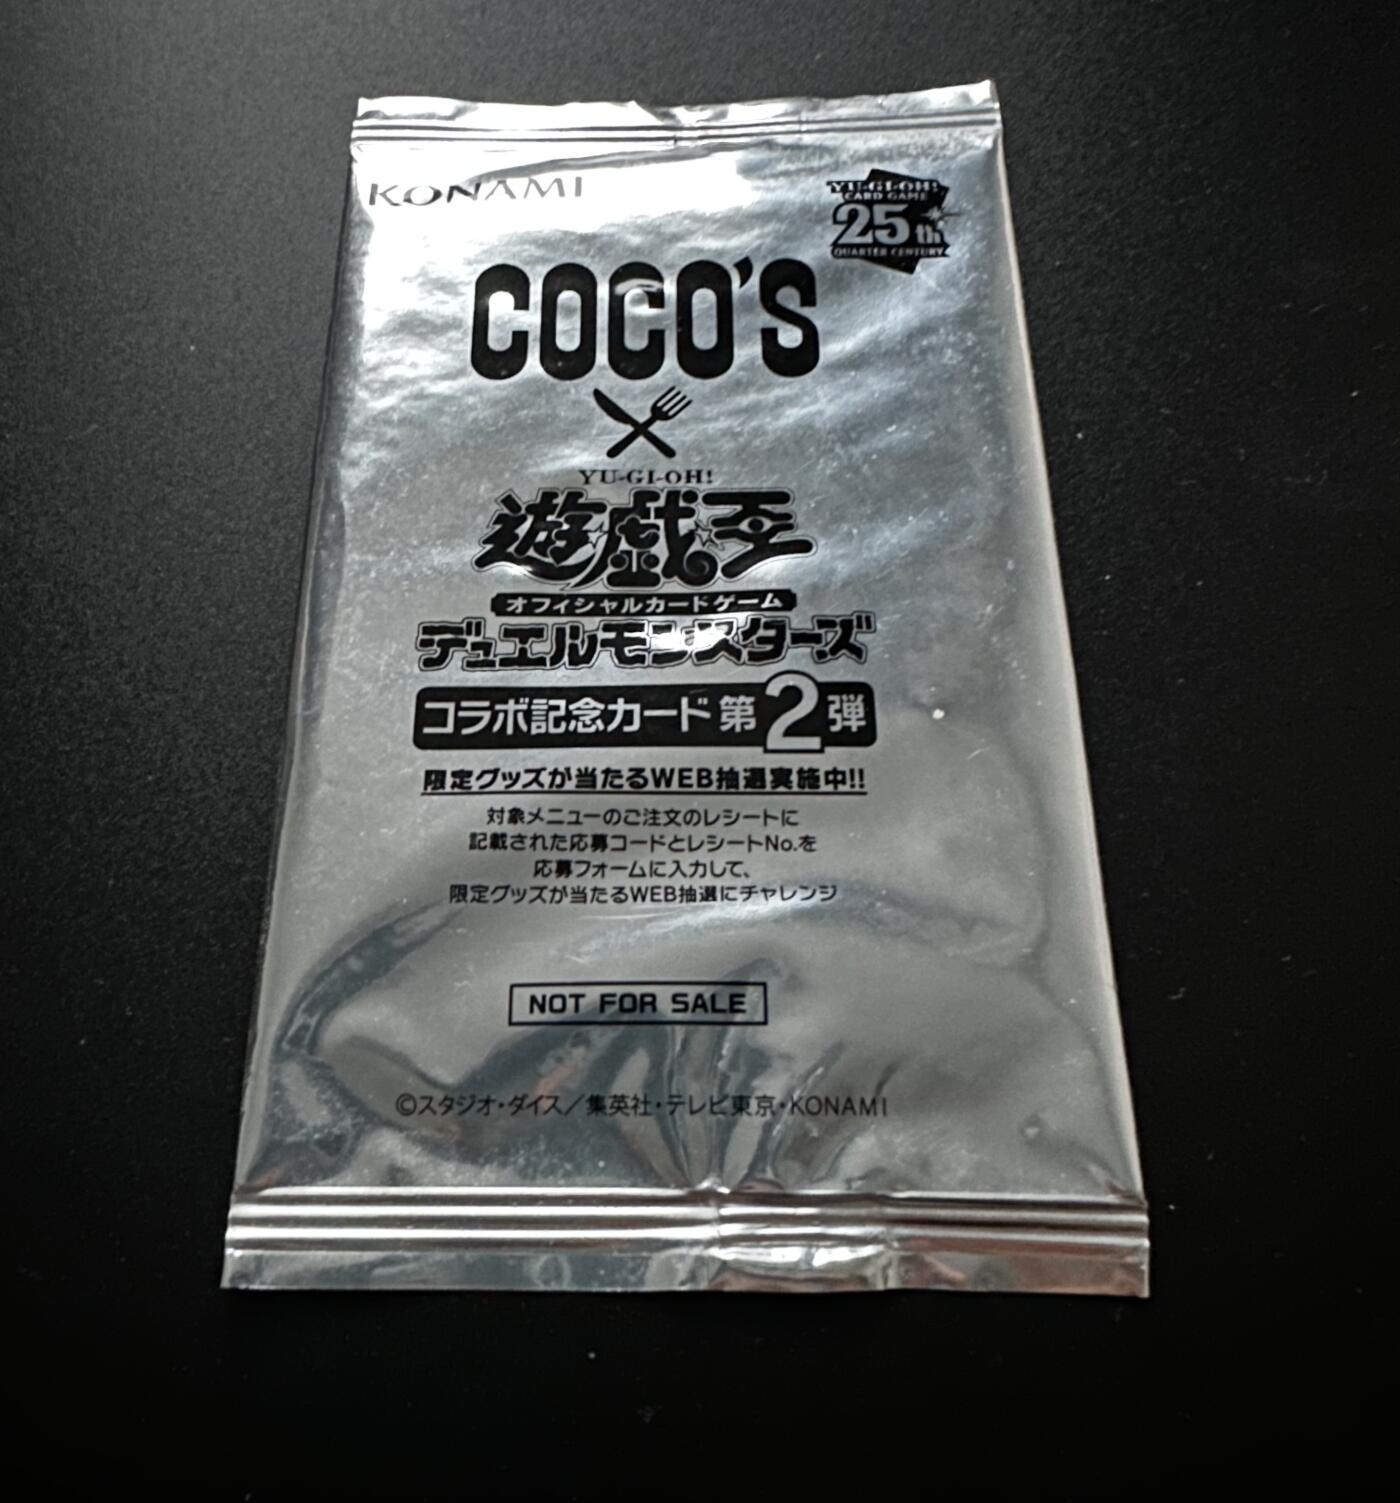 KONAMI
YU-GI-OH!
CARD GAME
25th
QUARTER CENTURY
COCO'S
YU-GI-OH!
遊戯王
オフィシャルカードゲーム
デュエルモンスターズ
コラボ記念カード 第2弾
限定グッズが当たるWEB抽選実施中!!
対象メニューのご注文のレシートに
記載された応募コードとレシートNo.を
応募フォームに入力して、
限定グッズが当たるWEB抽選にチャレンジ
NOT FOR SALE
©スタジオ・ダイス/集英社・テレビ東京・KONAMI